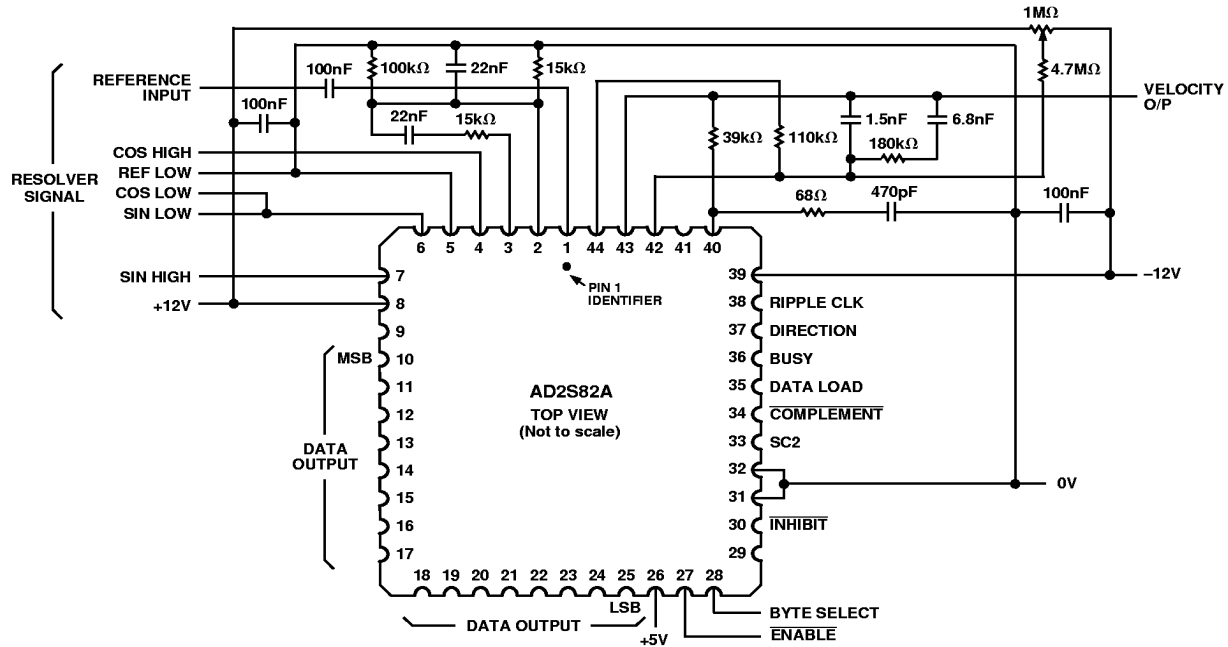 1MΩ
4.7MΩ
REFERENCE
INPUT
100nF
100kΩ
22nF
15kΩ
VELOCITY
O/P
100nF
22nF
15kΩ
39kΩ
110kΩ
1.5nF
6.8nF
180kΩ
COS HIGH
REF LOW
COS LOW
SIN LOW
RESOLVER
SIGNAL
68Ω
470pF
100nF
6 5 4 3 2 1 44 43 42 41 40
SIN HIGH
+12V
PIN 1
IDENTIFIER
7
8
9
MSB 10
11
12
13
14
15
16
17
DATA
OUTPUT
AD2S82A
TOP VIEW
(Not to scale)
39
–12V
38 RIPPLE CLK
37 DIRECTION
36 BUSY
35 DATA LOAD
34 COMPLEMENT
33 SC2
32
31
0V
30 INHIBIT
29
18 19 20 21 22 23 24 25 26 27 28
LSB
DATA OUTPUT
+5V
BYTE SELECT
ENABLE